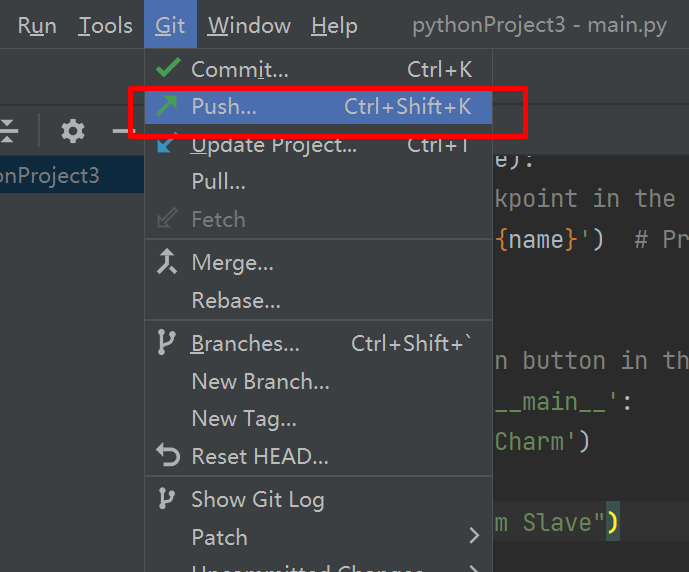 Run Tools Git Window Help pythonProject3 - main.py
Commit... Ctrl+K
Push... Ctrl+Shift+K
Update Project... Ctrl+T
e):
onProject3
Pull...
kpoint in the
Fetch
{name}') # Pr
Merge...
Rebase...
Branches... Ctrl+Shift+`
n button in th
New Branch...
__main__':
New Tag...
Charm')
Reset HEAD...
Show Git Log
m Slave")
Patch
Uncommitted Changes